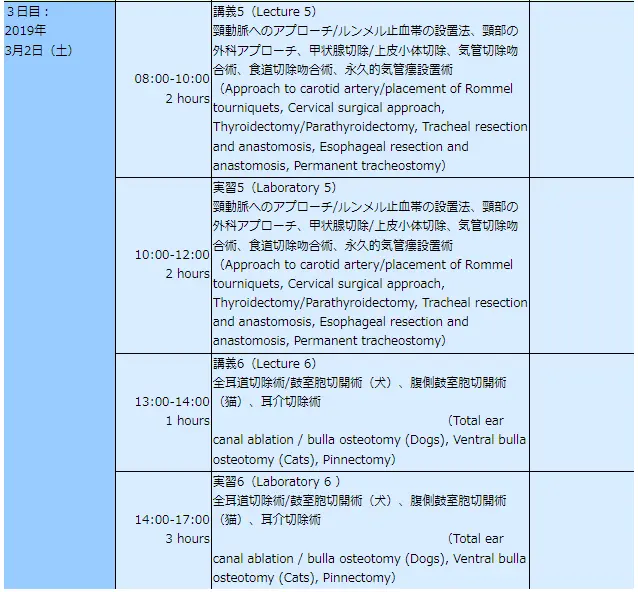 ３日目：
2019年
3月2日（土）
08:00-10:00
2 hours
講義5（Lecture 5）
頸動脈へのアプローチ/ルンメル止血帯の設置法、頸部の
外科アプローチ、甲状腺切除/上皮小体切除、気管切除吻
合術、食道切除吻合術、永久的気管瘻設置術
（Approach to carotid artery/placement of Rommel
tourniquets, Cervical surgical approach,
Thyroidectomy/Parathyroidectomy, Tracheal resection
and anastomosis, Esophageal resection and
anastomosis, Permanent tracheostomy）
10:00-12:00
2 hours
実習5（Laboratory 5）
頸動脈へのアプローチ/ルンメル止血帯の設置法、頸部の
外科アプローチ、甲状腺切除/上皮小体切除、気管切除吻
合術、食道切除吻合術、永久的気管瘻設置術
（Approach to carotid artery/placement of Rommel
tourniquets, Cervical surgical approach,
Thyroidectomy/Parathyroidectomy, Tracheal resection
and anastomosis, Esophageal resection and
anastomosis, Permanent tracheostomy）
13:00-14:00
1 hours
講義6（Lecture 6）
全耳道切除術/鼓室胞切開術（犬）、腹側鼓室胞切開術
（猫）、耳介切除術
（Total ear
canal ablation / bulla osteotomy (Dogs), Ventral bulla
osteotomy (Cats), Pinnectomy）
14:00-17:00
3 hours
実習6（Laboratory 6 ）
全耳道切除術/鼓室胞切開術（犬）、腹側鼓室胞切開術
（猫）、耳介切除術
（Total ear
canal ablation / bulla osteotomy (Dogs), Ventral bulla
osteotomy (Cats), Pinnectomy）